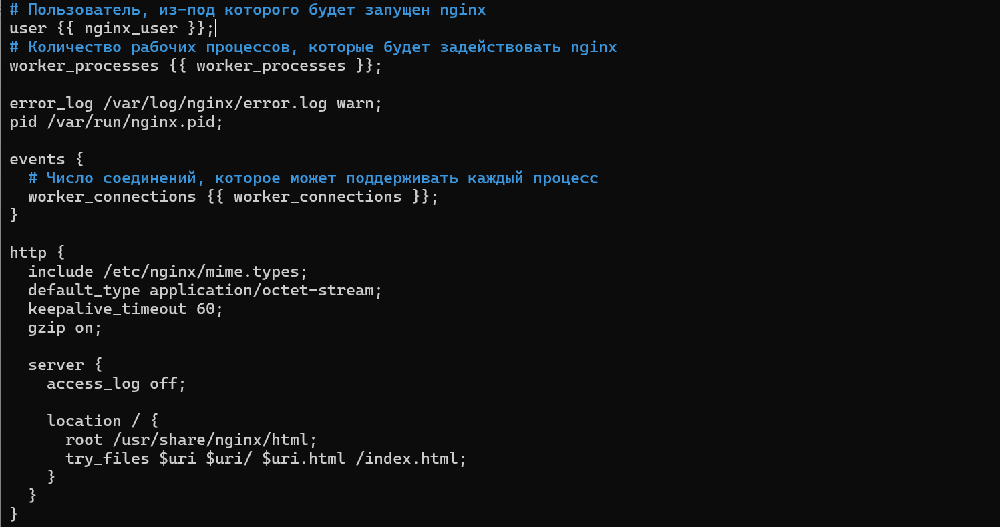 # Пользователь, из-под которого будет запущен nginx
user {{ nginx_user }};
# Количество рабочих процессов, которые будет задействовать nginx
worker_processes {{ worker_processes }};

error_log /var/log/nginx/error.log warn;
pid /var/run/nginx.pid;

events {
  # Число соединений, которое может поддерживать каждый процесс
  worker_connections {{ worker_connections }};
}

http {
  include /etc/nginx/mime.types;
  default_type application/octet-stream;
  keepalive_timeout 60;
  gzip on;

  server {
    access_log off;

    location / {
      root /usr/share/nginx/html;
      try_files $uri $uri/ $uri.html /index.html;
    }
  }
}